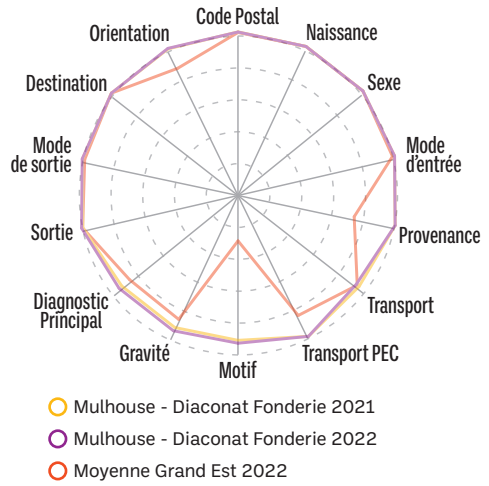 Code Postal
Naissance
Sexe
Mode
d'entrée
Provenance
Transport
Transport PEC
Motif
Gravité
Diagnostic
Principal
Sortie
Mode
de sortie
Destination
Orientation
Mulhouse - Diaconat Fonderie 2021
Mulhouse - Diaconat Fonderie 2022
Moyenne Grand Est 2022